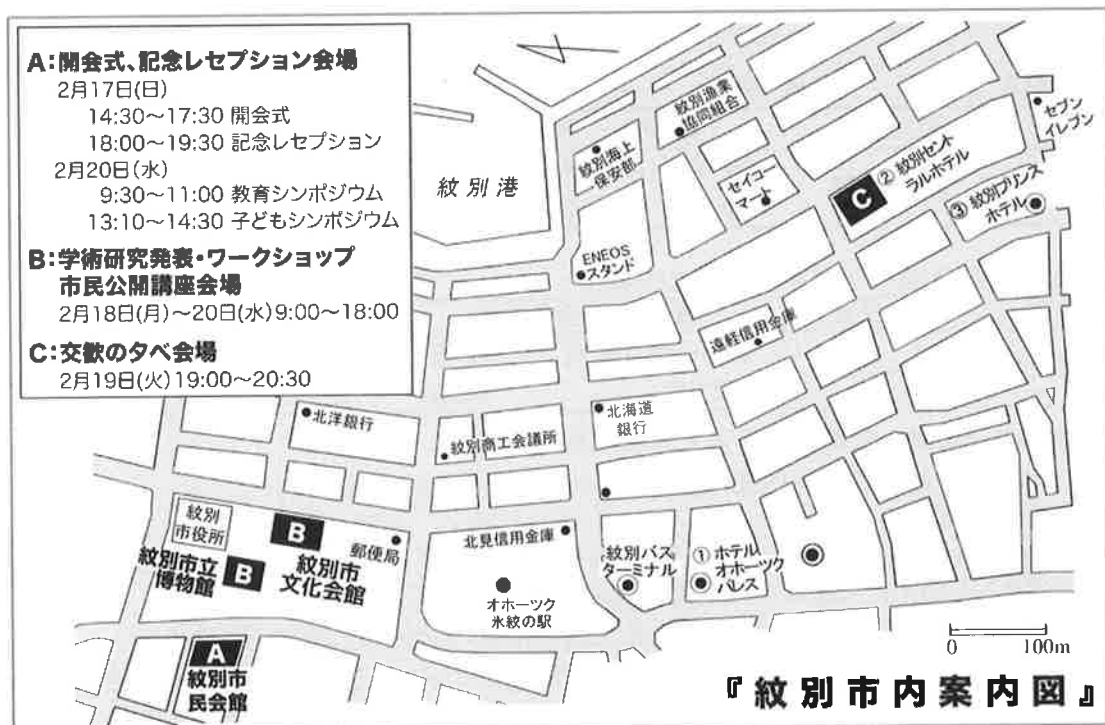 A:開会式、記念レセプション会場
2月17日(日)
14:30〜17:30 開会式
18:00〜19:30 記念レセプション
2月20日(水)
9:30〜11:00 教育シンポジウム
13:10〜14:30 子どもシンポジウム
B:学術研究発表・ワークショップ
市民公開講座会場
2月18日(月)〜20日(水)9:00〜18:00
C:交歓の夕べ会場
2月19日(火)19:00〜20:30
紋別港
紋別漁業
協同組合
紋別海上
保安部
セイコー
マート
セブン
イレブン
C
②紋別セント
ラルホテル
③紋別プリンス
ホテル
ENEOS
スタンド
遠軽信用金庫
北洋銀行
紋別商工会議所
北海道
銀行
紋別
市役所
B
紋別市
文化会館
郵便局
紋別市立
博物館
B
北見信用金庫
オホーツク
氷紋の駅
紋別バス
ターミナル
①ホテル
オホーツク
パレス
A
紋別市
民会館
100m
『紋別市内案内図』